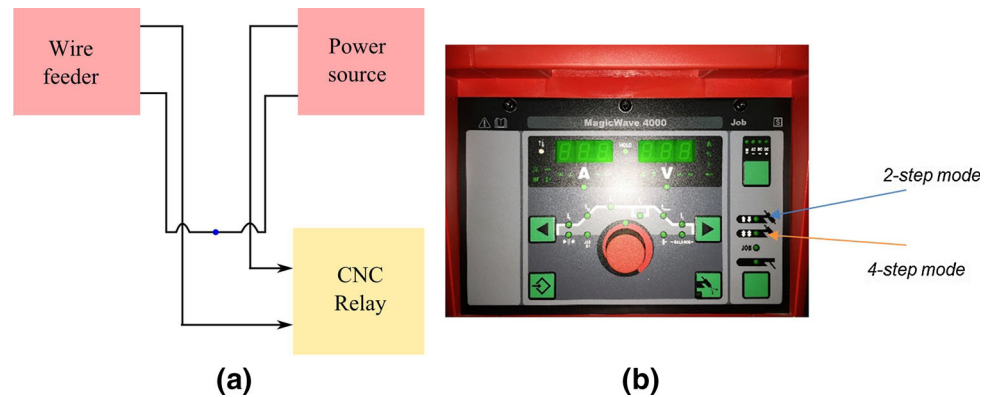 Wire
feeder
Power
source
CNC
Relay
(a)
MagicWave 4000
Job
S
HOLD
A
V
JOB
2-step mode
4-step mode
(b)